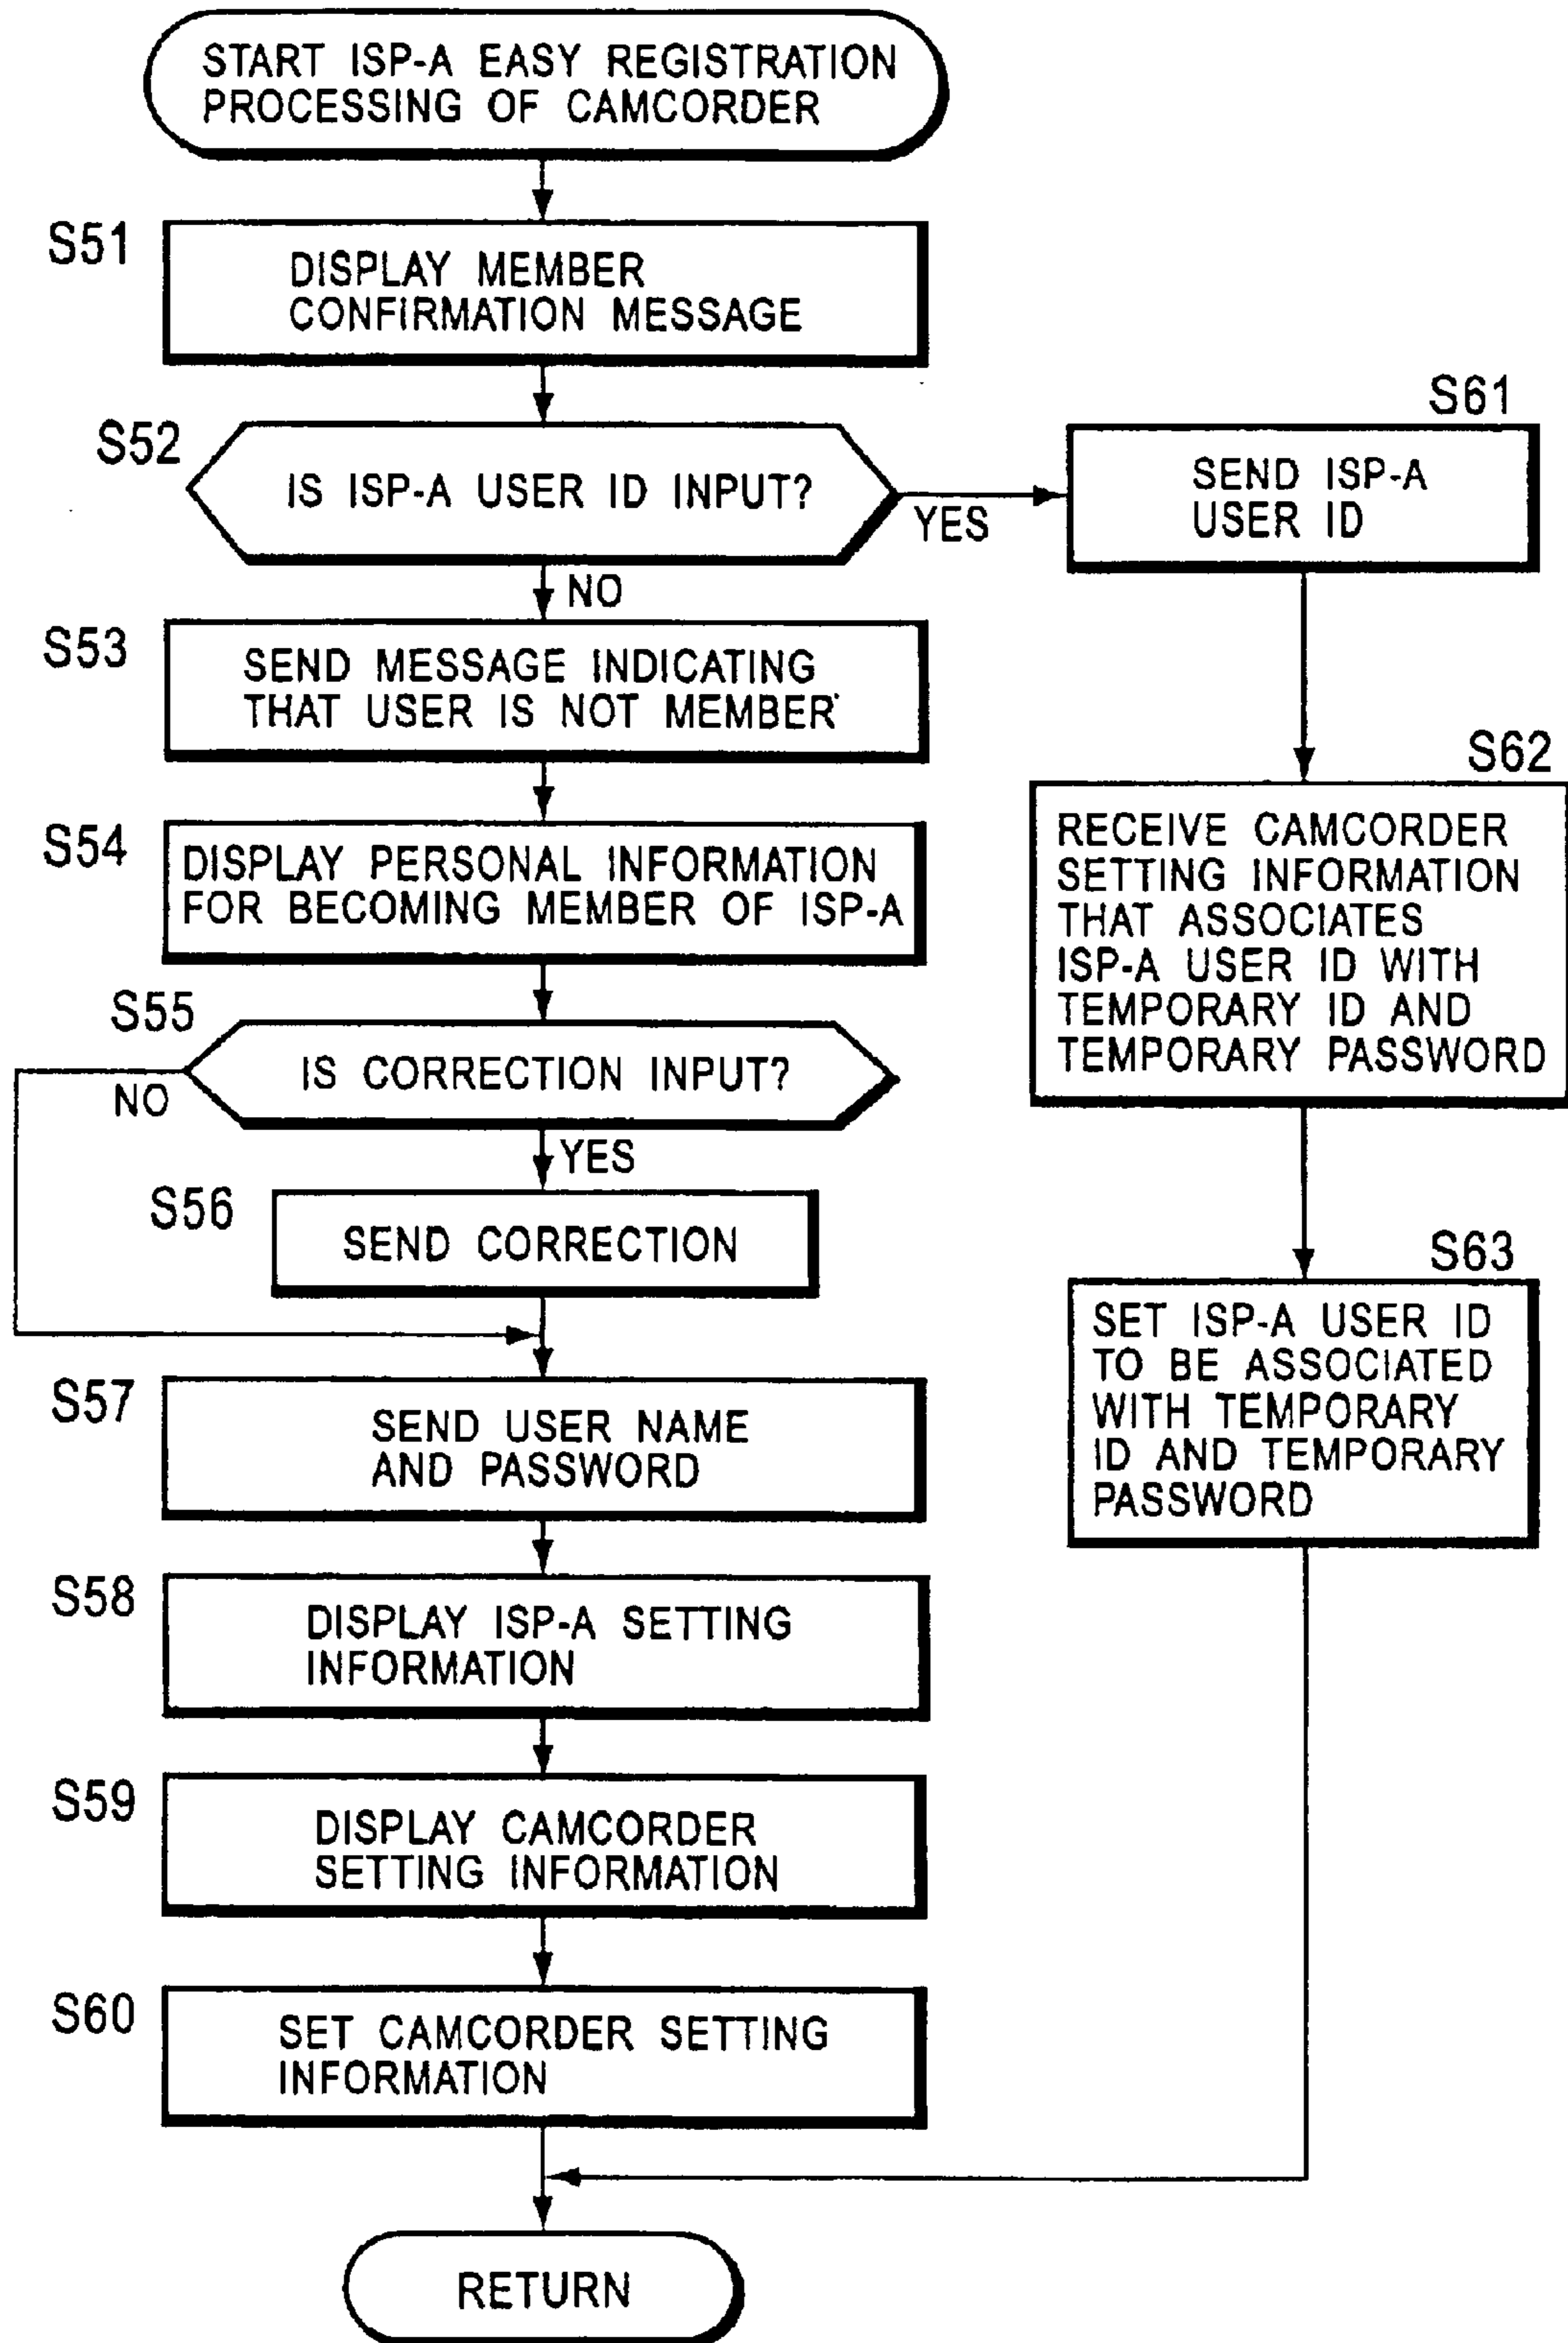 START ISP-A EASY REGISTRATION
PROCESSING OF CAMCORDER
S51
DISPLAY MEMBER
CONFIRMATION MESSAGE
S52
IS ISP-A USER ID INPUT?
YES
NO
S53
SEND MESSAGE INDICATING
THAT USER IS NOT MEMBER
S54
DISPLAY PERSONAL INFORMATION
FOR BECOMING MEMBER OF ISP-A
S55
IS CORRECTION INPUT?
NO
YES
S56
SEND CORRECTION
S57
SEND USER NAME
AND PASSWORD
S58
DISPLAY ISP-A SETTING
INFORMATION
S59
DISPLAY CAMCORDER
SETTING INFORMATION
S60
SET CAMCORDER SETTING
INFORMATION
S61
SEND ISP-A
USER ID
S62
RECEIVE CAMCORDER
SETTING INFORMATION
THAT ASSOCIATES
ISP-A USER ID WITH
TEMPORARY ID AND
TEMPORARY PASSWORD
S63
SET ISP-A USER ID
TO BE ASSOCIATED
WITH TEMPORARY
ID AND TEMPORARY
PASSWORD
RETURN